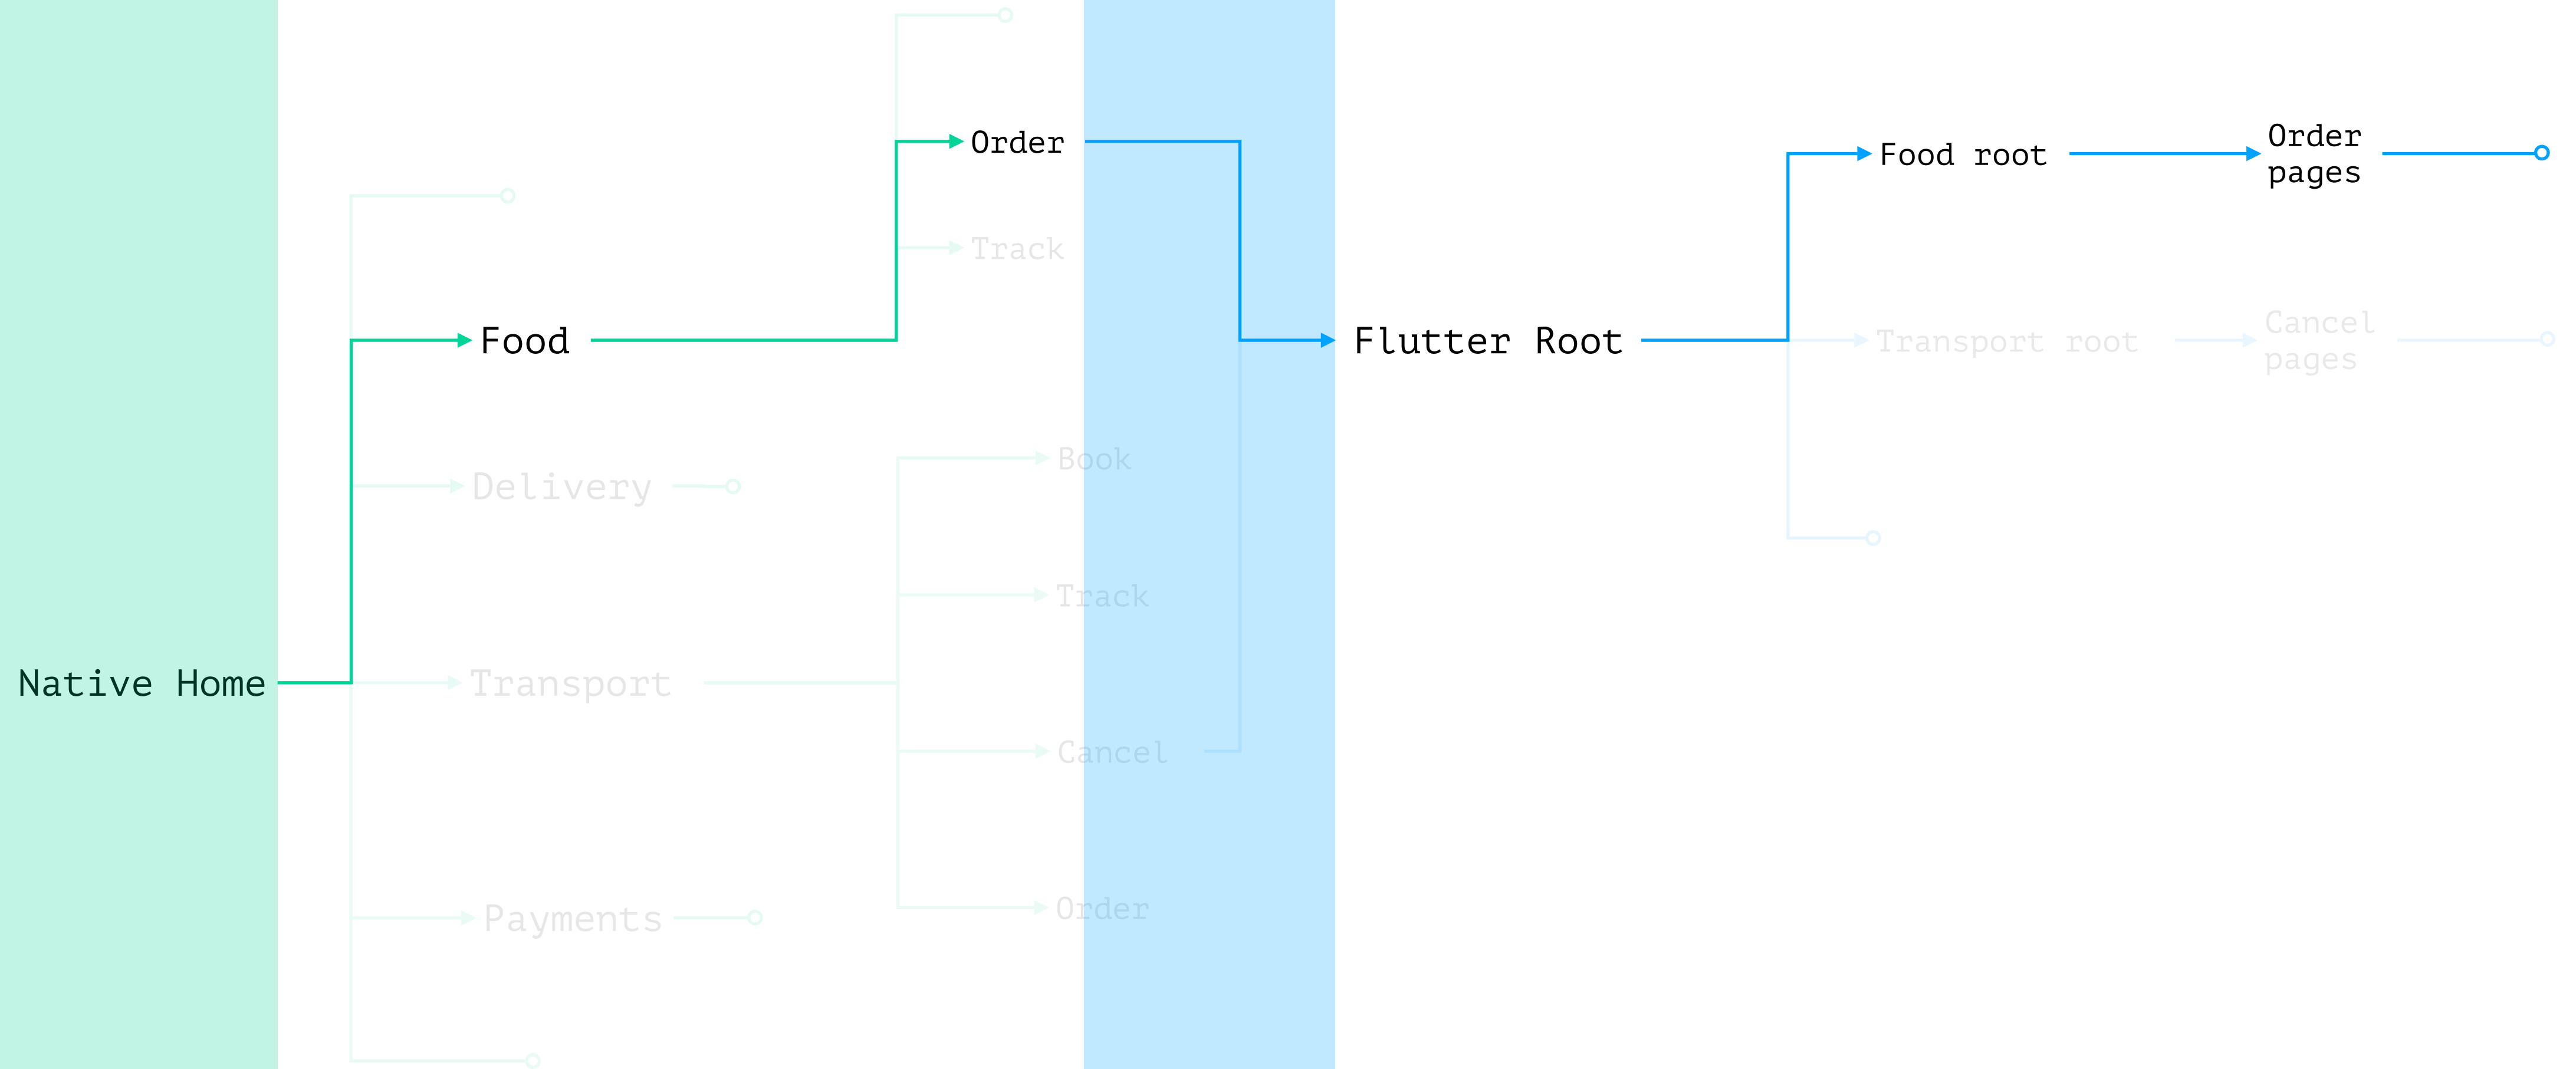 Order
Track
Food
Delivery
Book
Track
Native Home
Transport
Cancel
Payments
Order
Flutter Root
Food root
Order
pages
Transport root
Cancel
pages